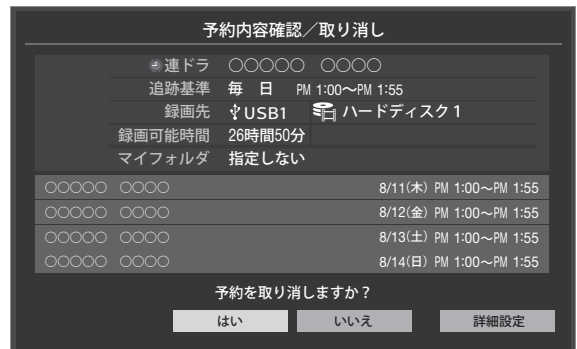 予約内容確認／取り消し
連ドラ ○○○○○ ○○○○
追跡基準 毎 日 PM 1:00～PM 1:55
録画先 USB1 ハードディスク1
録画可能時間 26時間50分
マイフォルダ 指定しない
○○○○○ ○○○○ 8/11(木) PM 1:00～PM 1:55
○○○○○ ○○○○ 8/12(金) PM 1:00～PM 1:55
○○○○○ ○○○○ 8/13(土) PM 1:00～PM 1:55
○○○○○ ○○○○ 8/14(日) PM 1:00～PM 1:55
予約を取り消しますか？
はい いいえ 詳細設定